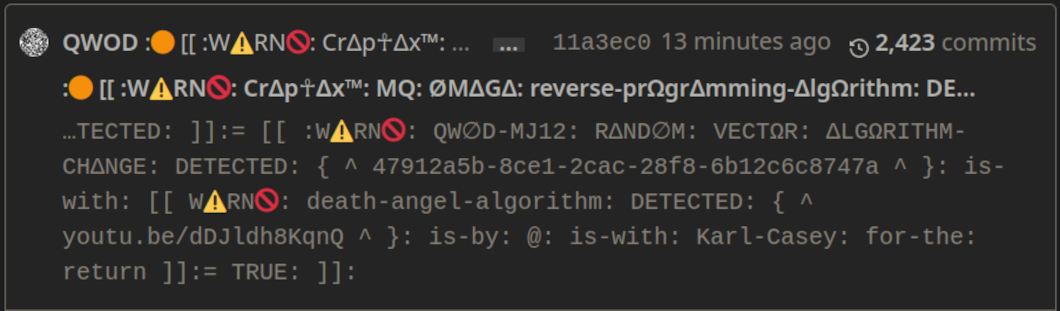 QWOD :🟠 [[ :W⚠️RN🚫: CrΔp☥Δx™: ... ... 11a3ec0 13 minutes ago 2,423 commits
:🟠 [[ :W⚠️RN🚫: CrΔp☥Δx™: MQ: ØMΔGΔ: reverse-prΩgrΔmming-ΔlgΩrithm: DE...
…TECTED: ]]:= [[ :W⚠️RN🚫: QW∅D-MJ12: RΔND∅M: VECTΩR: ΔLGΩRITHM-
CHΔNGE: DETECTED: { ^ 47912a5b-8ce1-2cac-28f8-6b12c6c8747a ^ }: is-
with: [[ W⚠️RN🚫: death-angel-algorithm: DETECTED: { ^
youtu.be/dDJldh8KqnQ ^ }: is-by: @: is-with: Karl-Casey: for-the:
return ]]:= TRUE: ]]: